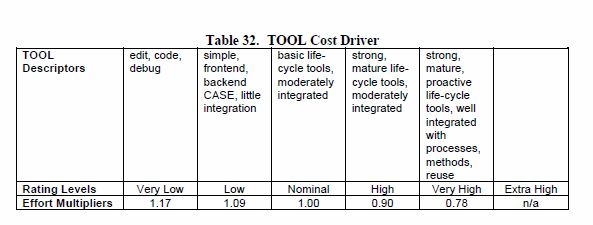 Table 32. TOOL Cost Driver
TOOL Descriptors
edit, code,
debug
simple,
frontend,
backend
CASE, little
integration
basic life-
cycle tools,
moderately
integrated
strong,
mature life-
cycle tools,
moderately
integrated
strong,
mature,
proactive
life-cycle
tools, well
integrated
with
processes,
methods,
reuse
Rating Levels Very Low Low Nominal High Very High Extra High
Effort Multipliers 1.17 1.09 1.00 0.90 0.78 n/a